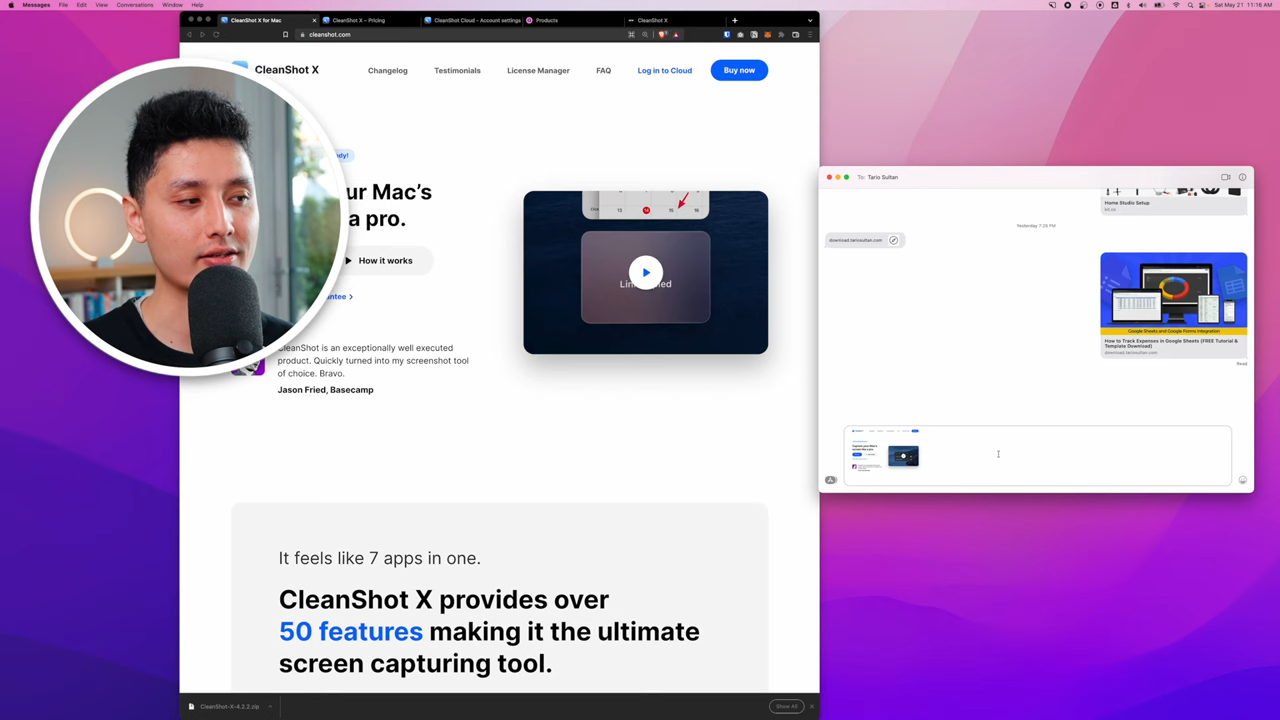 Messages File Edit View Conversations Window Help
Sat May 21 11:16 AM
CleanShot X for Mac
CleanShot X – Pricing
CleanShot Cloud – Account settings
Products
CleanShot X
cleanshot.com
CleanShot X
Changelog
Testimonials
License Manager
FAQ
Log in to Cloud
Buy now
ur Mac’s
a pro.
How it works
CleanShot is an exceptionally well executed
product. Quickly turned into my screenshot tool
of choice. Bravo.
Jason Fried, Basecamp
13 14 15 16
It feels like 7 apps in one.
CleanShot X provides over
50 features making it the ultimate
screen capturing tool.
CleanShot-X-4.2.2.zip
Show All
To: Tario Sultan
Home Studio Setup
kit.co
Yesterday, 7:28 PM
download.tariosultan.com
Google Sheets and Google Forms Integration
How to Track Expenses in Google Sheets (FREE Tutorial &
Template Download)
download.tariosultan.com
Read